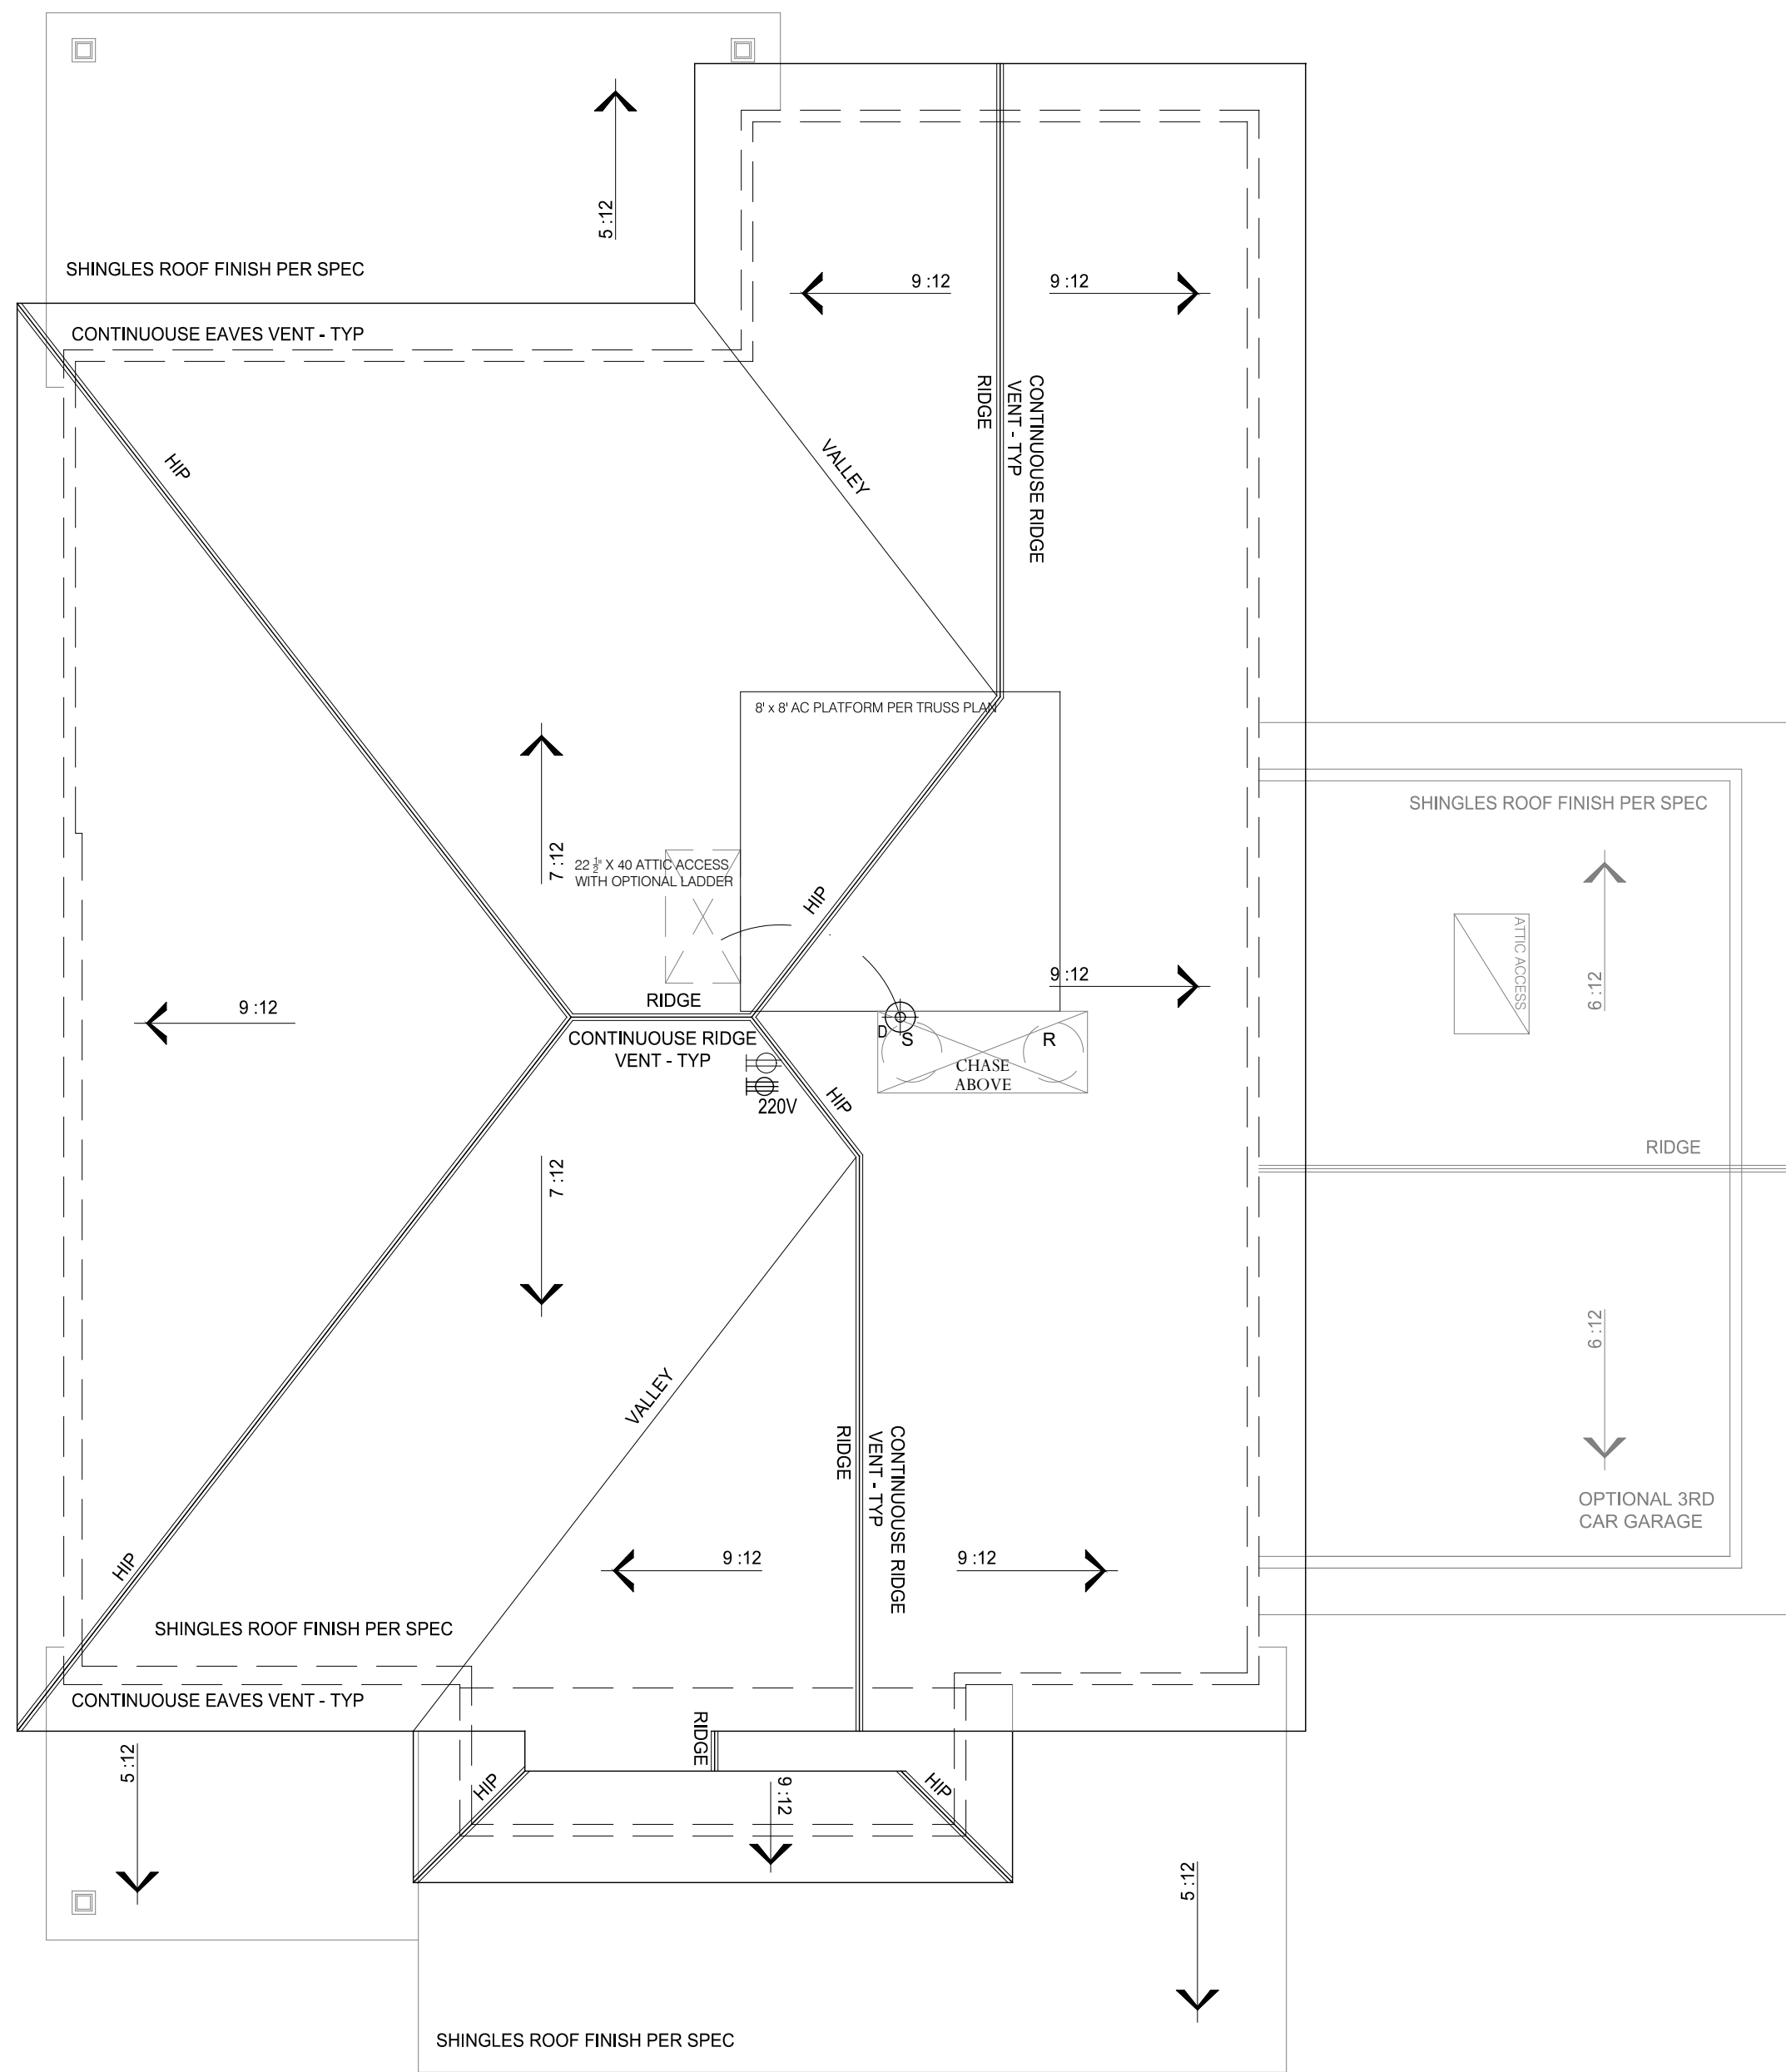 5 :12
SHINGLES ROOF FINISH PER SPEC
9 :12
9 :12
CONTINUOUSE EAVES VENT - TYP
RIDGE
CONTINUOUSE RIDGE
VENT - TYP
HIP
VALLEY
8' x 8' AC PLATFORM PER TRUSS PLAN
SHINGLES ROOF FINISH PER SPEC
7 :12
22 ½" X 40 ATTIC ACCESS
WITH OPTIONAL LADDER
HIP
ATTIC ACCESS
6 :12
9 :12
9 :12
RIDGE
CONTINUOUSE RIDGE
VENT - TYP
D
S
R
CHASE
ABOVE
220V
HIP
RIDGE
7 :12
6 :12
VALLEY
RIDGE
CONTINUOUSE RIDGE
VENT - TYP
OPTIONAL 3RD
CAR GARAGE
HIP
9 :12
9 :12
SHINGLES ROOF FINISH PER SPEC
CONTINUOUSE EAVES VENT - TYP
RIDGE
5 :12
HIP
9 :12
HIP
5 :12
SHINGLES ROOF FINISH PER SPEC